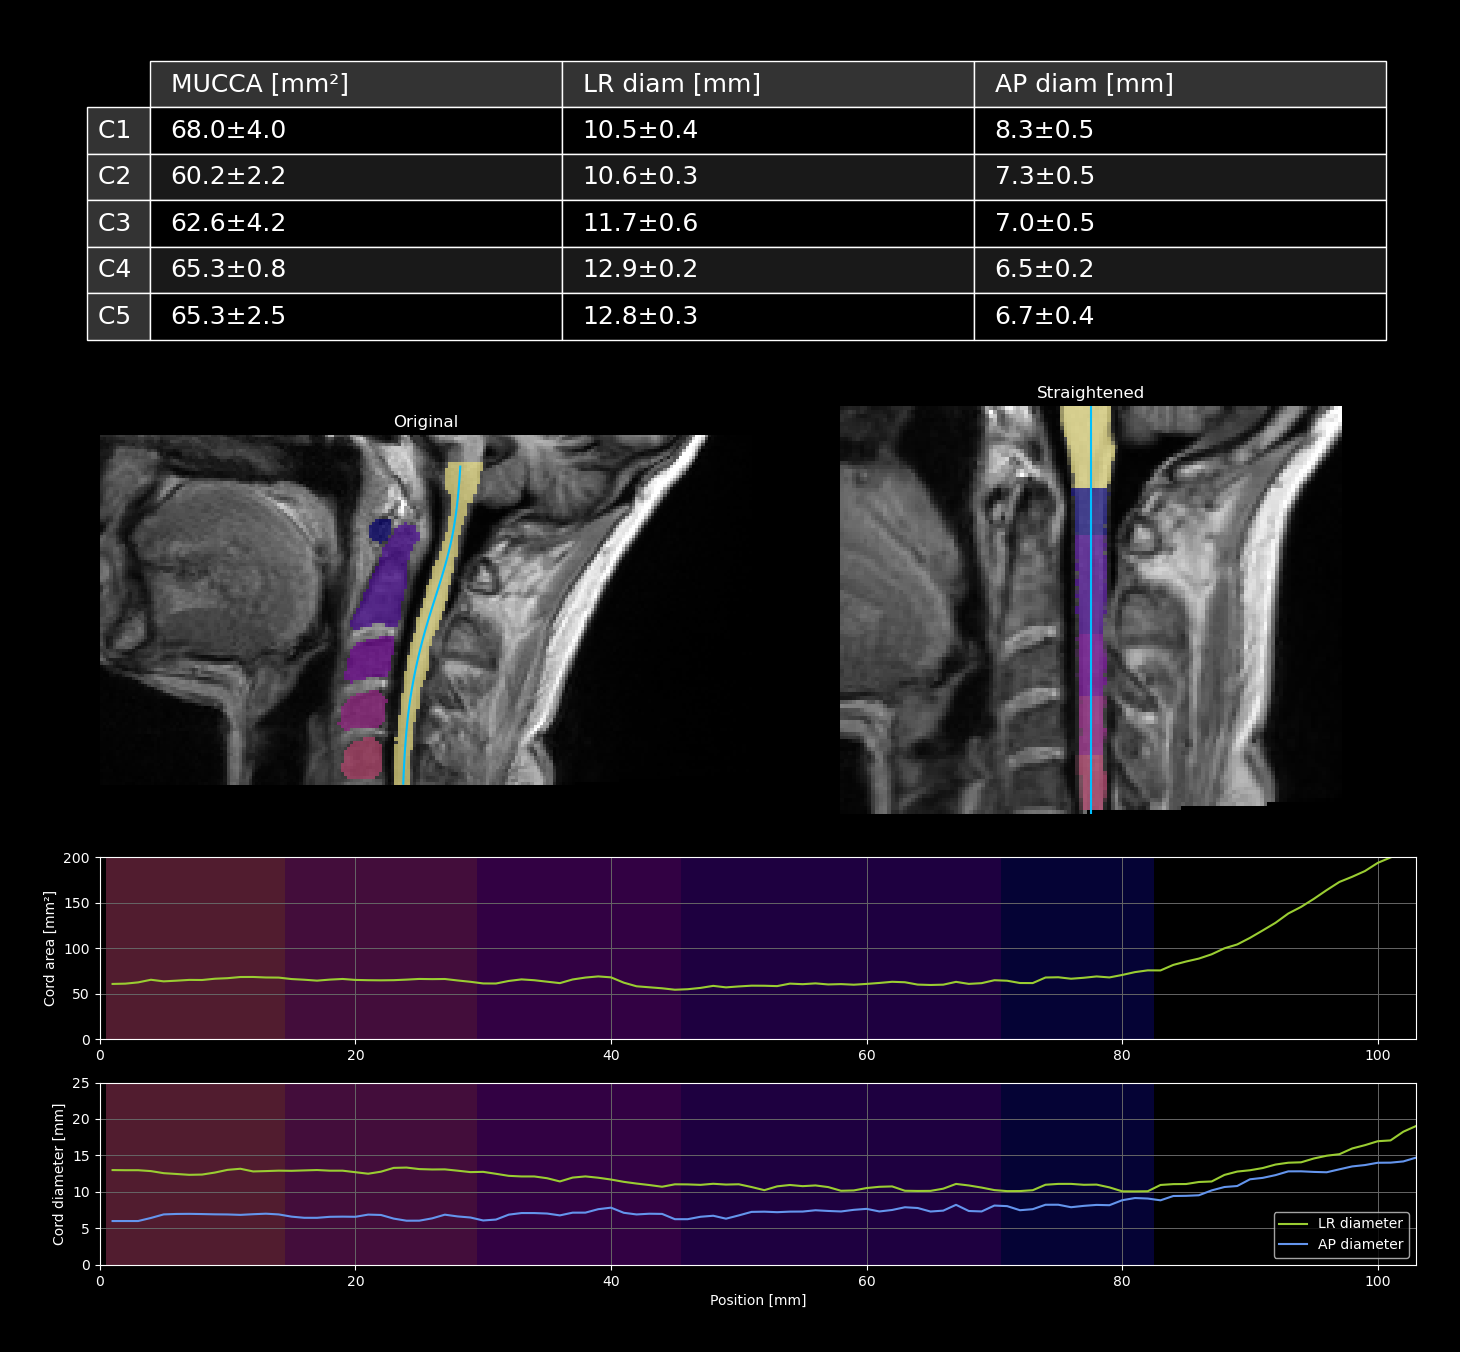 MUCCA [mm²] LR diam [mm] AP diam [mm]
C1 68.0±4.0 10.5±0.4 8.3±0.5
C2 60.2±2.2 10.6±0.3 7.3±0.5
C3 62.6±4.2 11.7±0.6 7.0±0.5
C4 65.3±0.8 12.9±0.2 6.5±0.2
C5 65.3±2.5 12.8±0.3 6.7±0.4
Original
Straightened
Cord area [mm²]
200
150
100
50
0
0 20 40 60 80 100
Cord diameter [mm]
25
20
15
10
5
0
LR diameter
AP diameter
0 20 40 60 80 100
Position [mm]